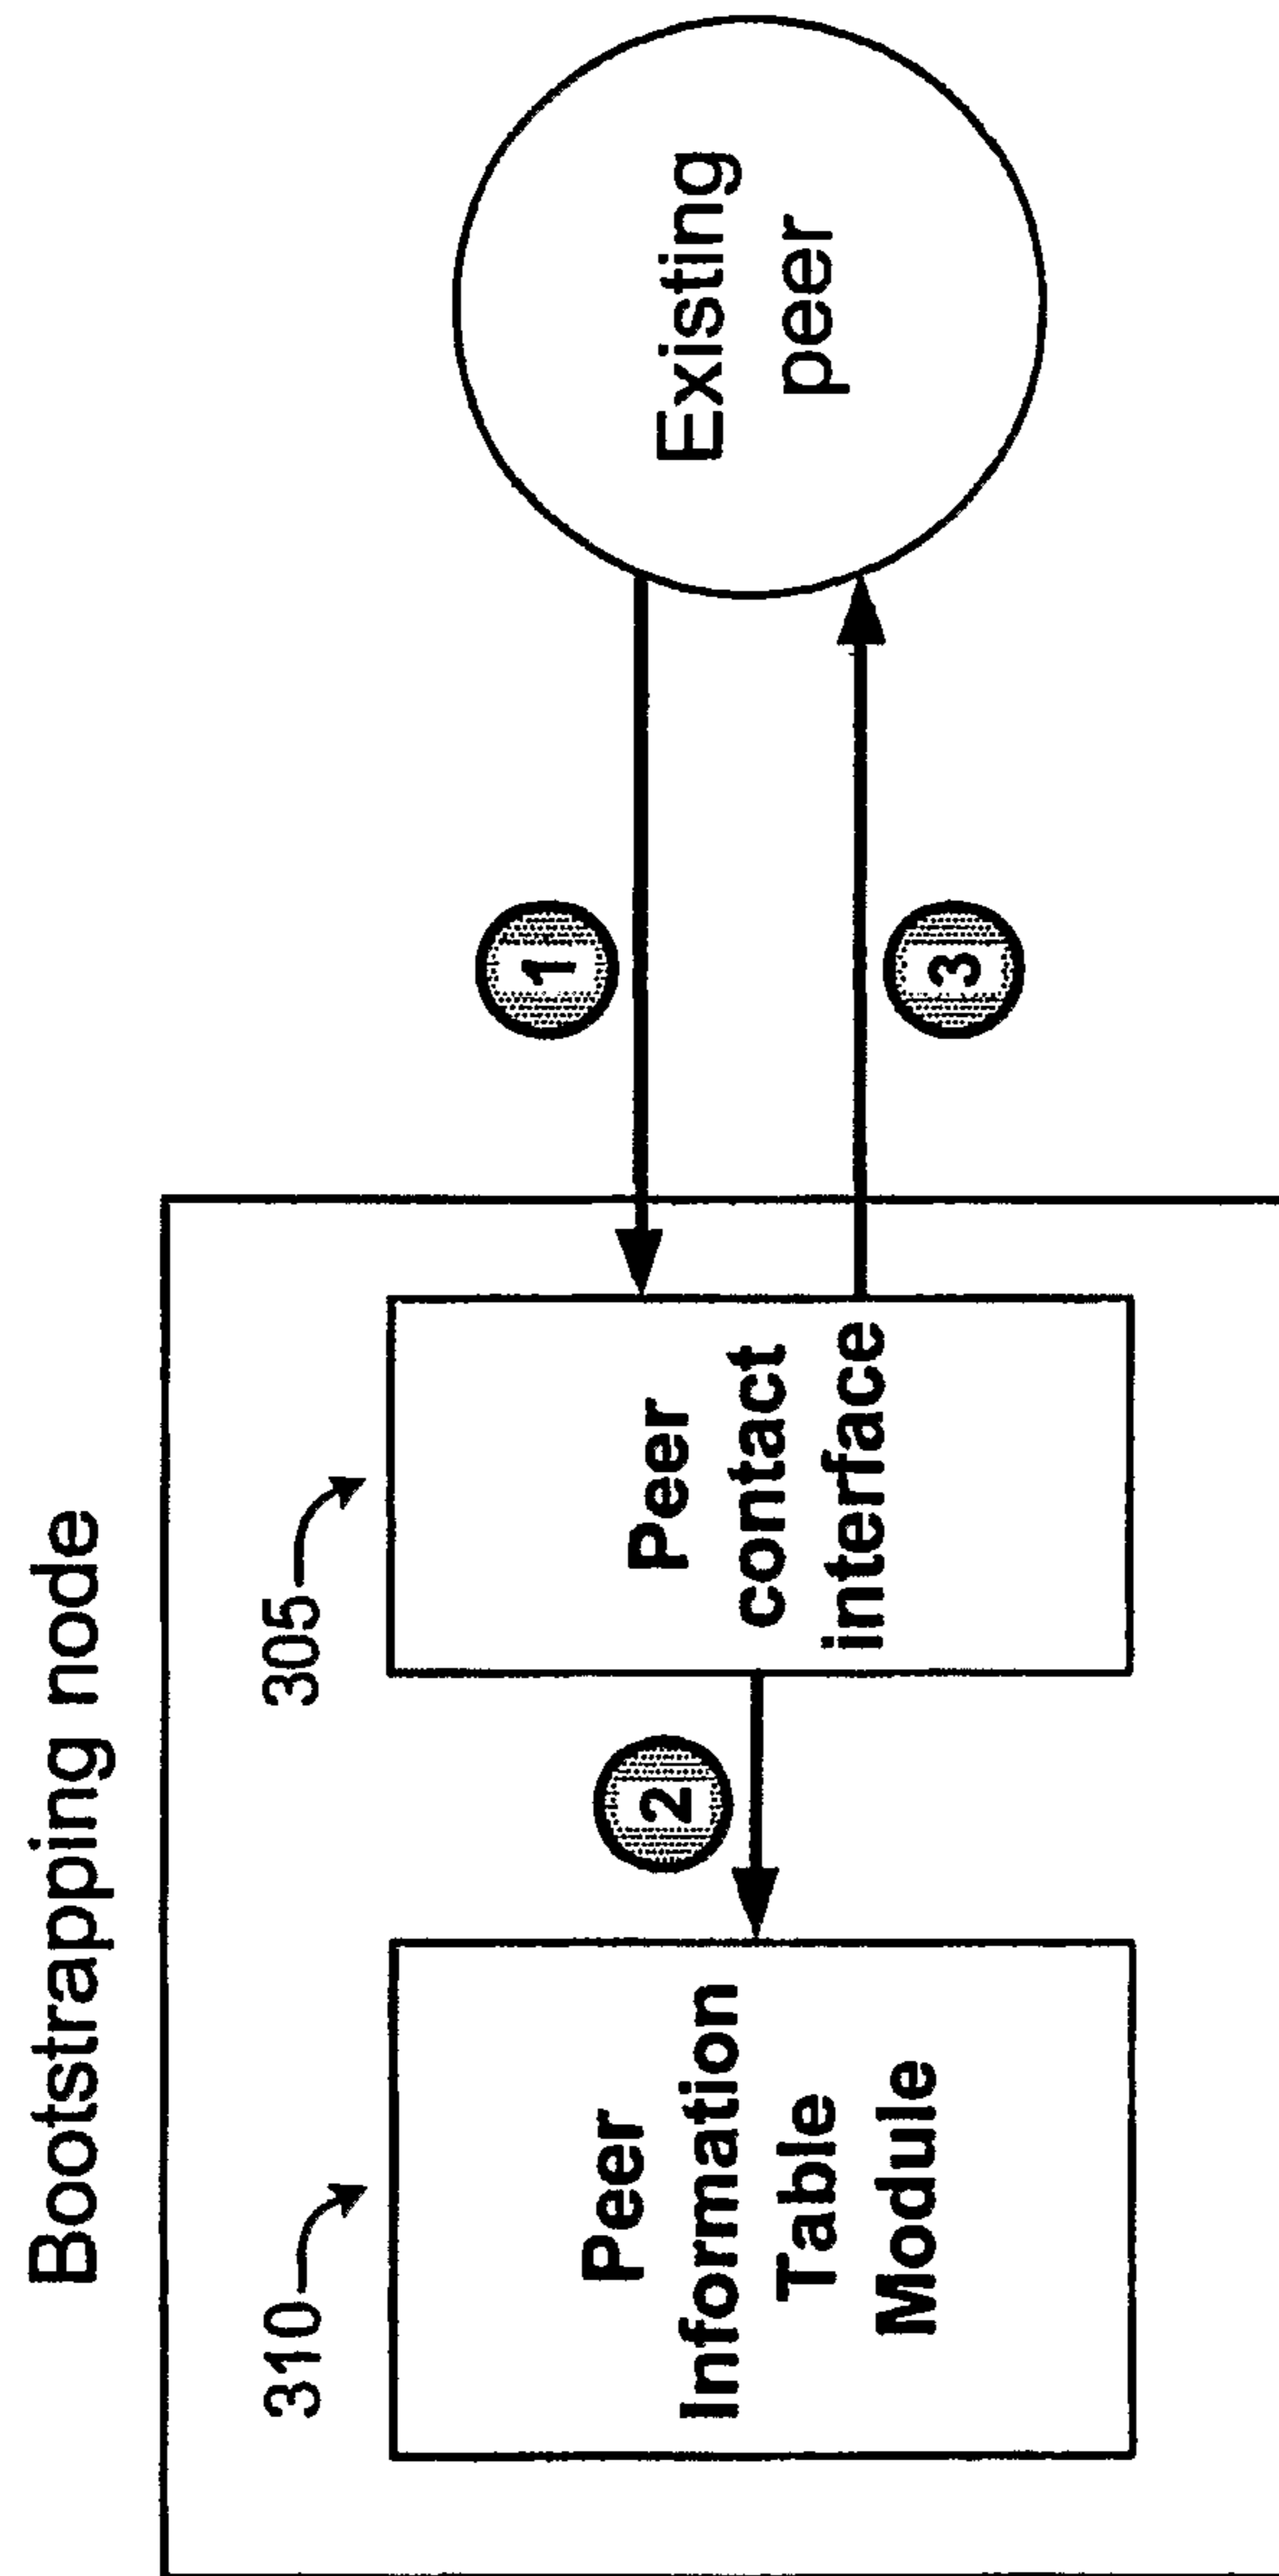 Bootstrapping node
310
305
Peer
Information
Table
Module
2
Peer
contact
interface
1
3
Existing
peer